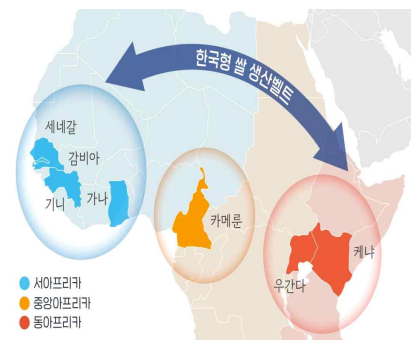 한국형 쌀 생산벨트
세네갈
감비아
기니
가나
카메룬
우간다
케냐
서아프리카
중앙아프리카
동아프리카